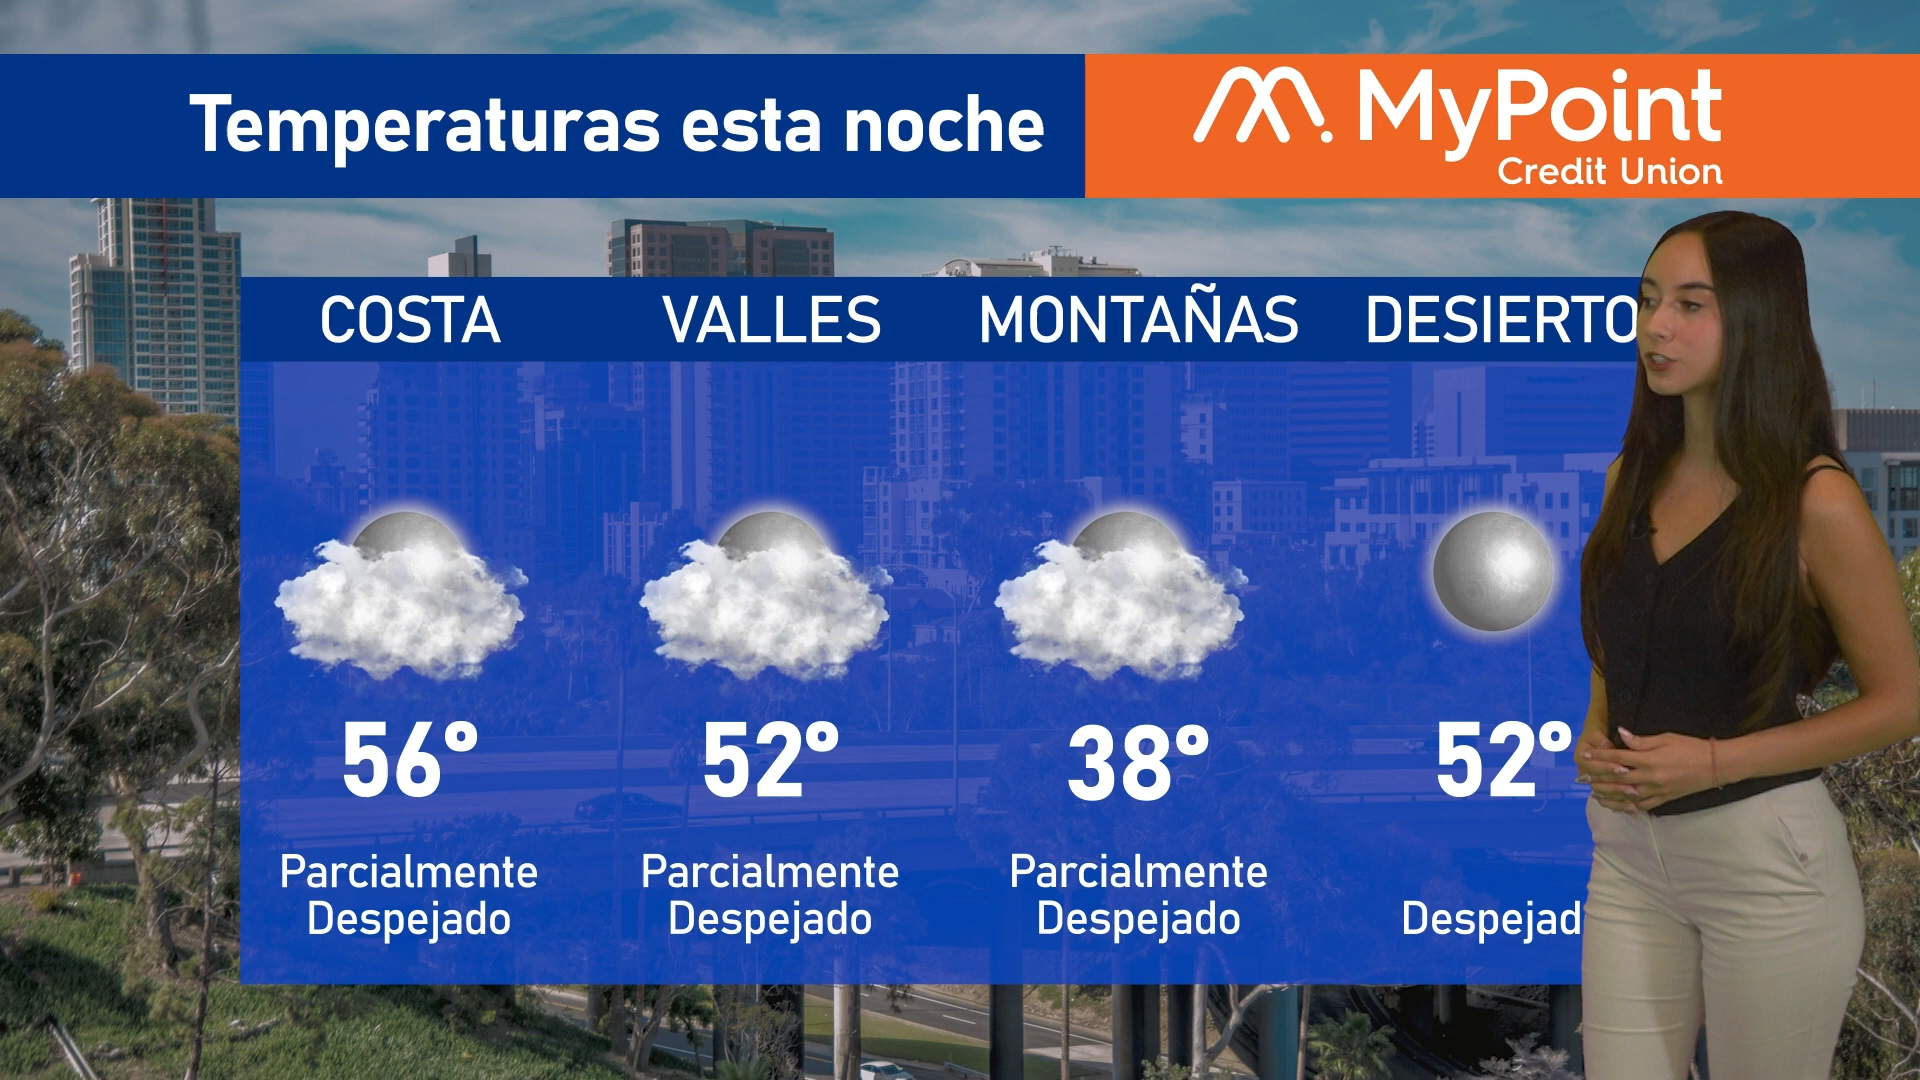 Temperaturas esta noche
MyPoint
Credit Union
COSTA VALLES MONTAÑAS DESIERTO
56° 52° 38° 52°
Parcialmente Parcialmente Parcialmente
Despejado Despejado Despejado Despejad